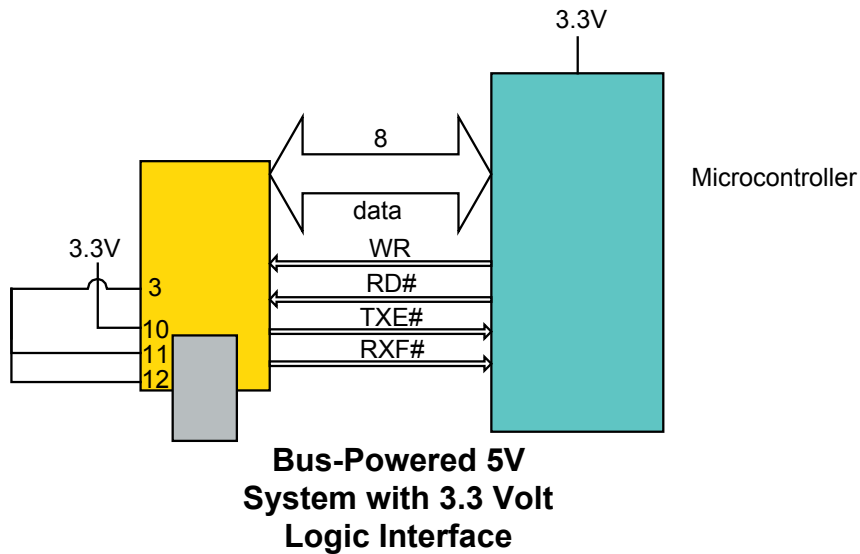 3.3V
8
Microcontroller
data
3.3V
WR
3
RD#
10
TXE#
11
RXF#
12
Bus-Powered 5V
System with 3.3 Volt
Logic Interface